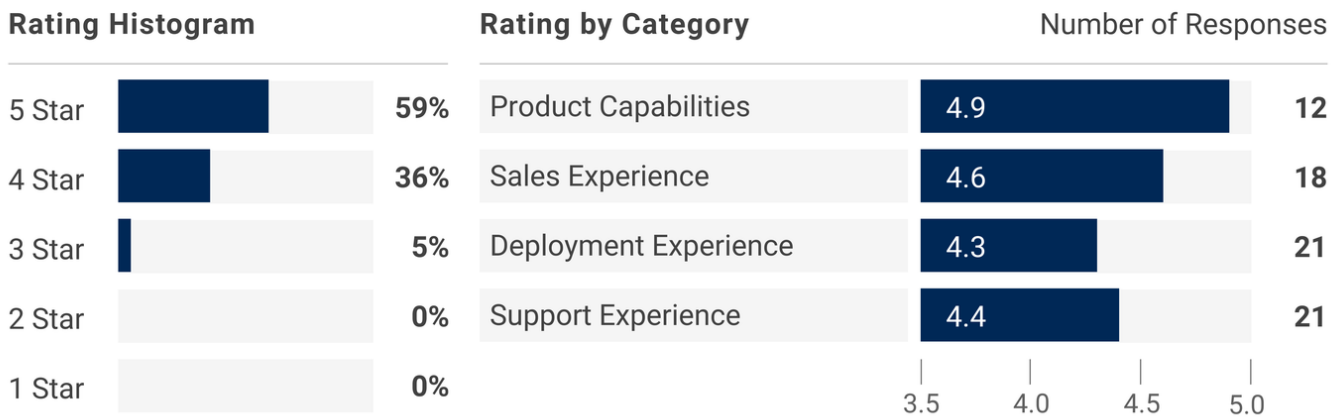 Rating Histogram
5 Star 59%
4 Star 36%
3 Star 5%
2 Star 0%
1 Star 0%
Rating by Category Number of Responses
Product Capabilities 4.9 12
Sales Experience 4.6 18
Deployment Experience 4.3 21
Support Experience 4.4 21
3.5 4.0 4.5 5.0